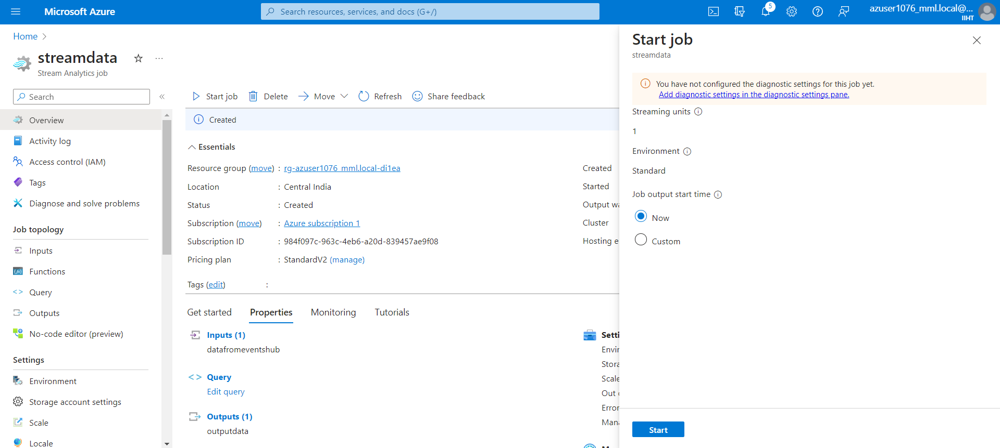 Microsoft Azure
Search resources, services, and docs (G+/)
5
azuser1076_mml.local@...
IIHT
Home
streamdata
Stream Analytics job
Search
Overview
Activity log
Access control (IAM)
Tags
Diagnose and solve problems
Job topology
Inputs
Functions
Query
Outputs
No-code editor (preview)
Settings
Environment
Storage account settings
Scale
Locale
Start job
Delete
Move
Refresh
Share feedback
Created
Essentials
Resource group (move) : rg-azuser1076_mml.local-di1ea
Location : Central India
Status : Created
Subscription (move) : Azure subscription 1
Subscription ID : 984f097c-963c-4eb6-a20d-839457ae9f08
Pricing plan : StandardV2 (manage)
Tags (edit) :
Created
Started
Output wa
Cluster
Hosting e
Get started
Properties
Monitoring
Tutorials
Inputs (1)
datafromeventshub
Query
Edit query
Outputs (1)
outputdata
Setti
Envir
Stora
Scale
Out
Error
Mana
Start job
streamdata
You have not configured the diagnostic settings for this job yet.
Add diagnostic settings in the diagnostic settings pane.
Streaming units
1
Environment
Standard
Job output start time
Now
Custom
Start